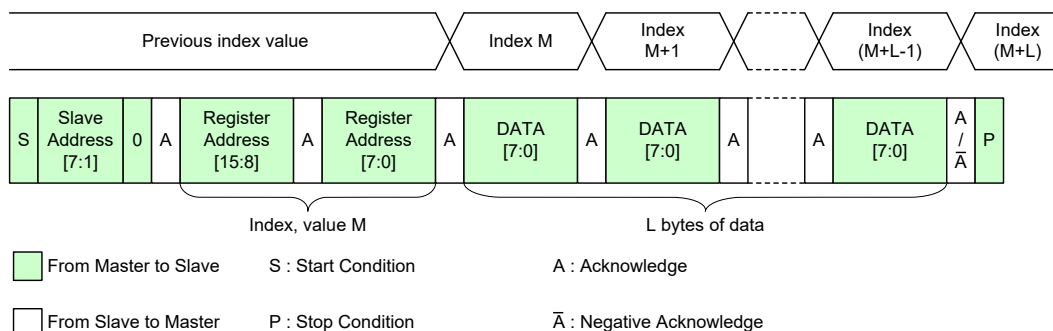 Previous index value
Index M
Index
M+1
Index
(M+L-1)
Index
(M+L)
S
Slave
Address
[7:1]
0
A
Register
Address
[15:8]
A
Register
Address
[7:0]
A
DATA
[7:0]
A
DATA
[7:0]
A
A
DATA
[7:0]
A
/
A̅
P
Index, value M
L bytes of data
From Master to Slave
S : Start Condition
A : Acknowledge
From Slave to Master
P : Stop Condition
A̅ : Negative Acknowledge